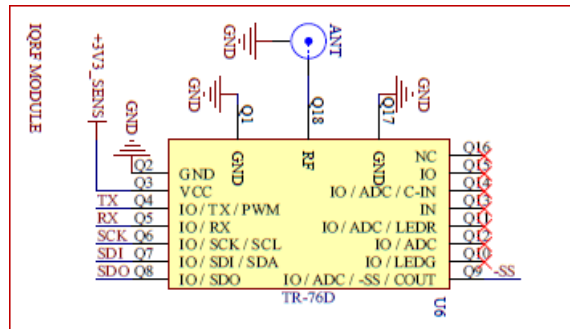 IQRF MODULE
+3V3_SENS
GND
GND
GND
ANT
GND
Q1
Q18
Q17
GND
RF
GND
Q2
GND
Q3
VCC
TX
Q4
IO / TX / PWM
RX
Q5
IO / RX
SCK
Q6
IO / SCK / SCL
SDI
Q7
IO / SDI / SDA
SDO
Q8
IO / SDO
NC
Q16
IO
Q15
IO / ADC / C-IN
Q14
IN
Q13
IO / ADC / LEDR
Q11
IO / ADC
Q12
IO / LEDG
Q10
IO / ADC / -SS / COUT
Q9
-SS
TR-76D
U6